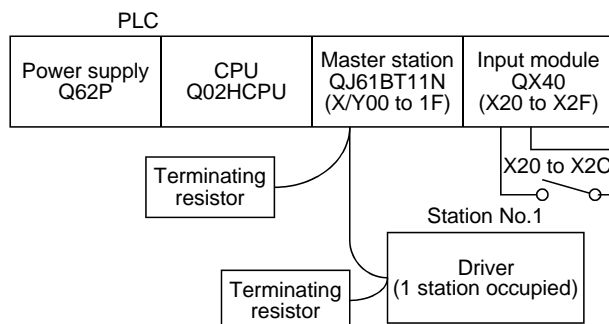 PLC
Power supply
Q62P
CPU
Q02HCPU
Master station
QJ61BT11N
(X/Y00 to 1F)
Input module
QX40
(X20 to X2F)
X20 to X2C
Terminating
resistor
Station No.1
Driver
(1 station occupied)
Terminating
resistor